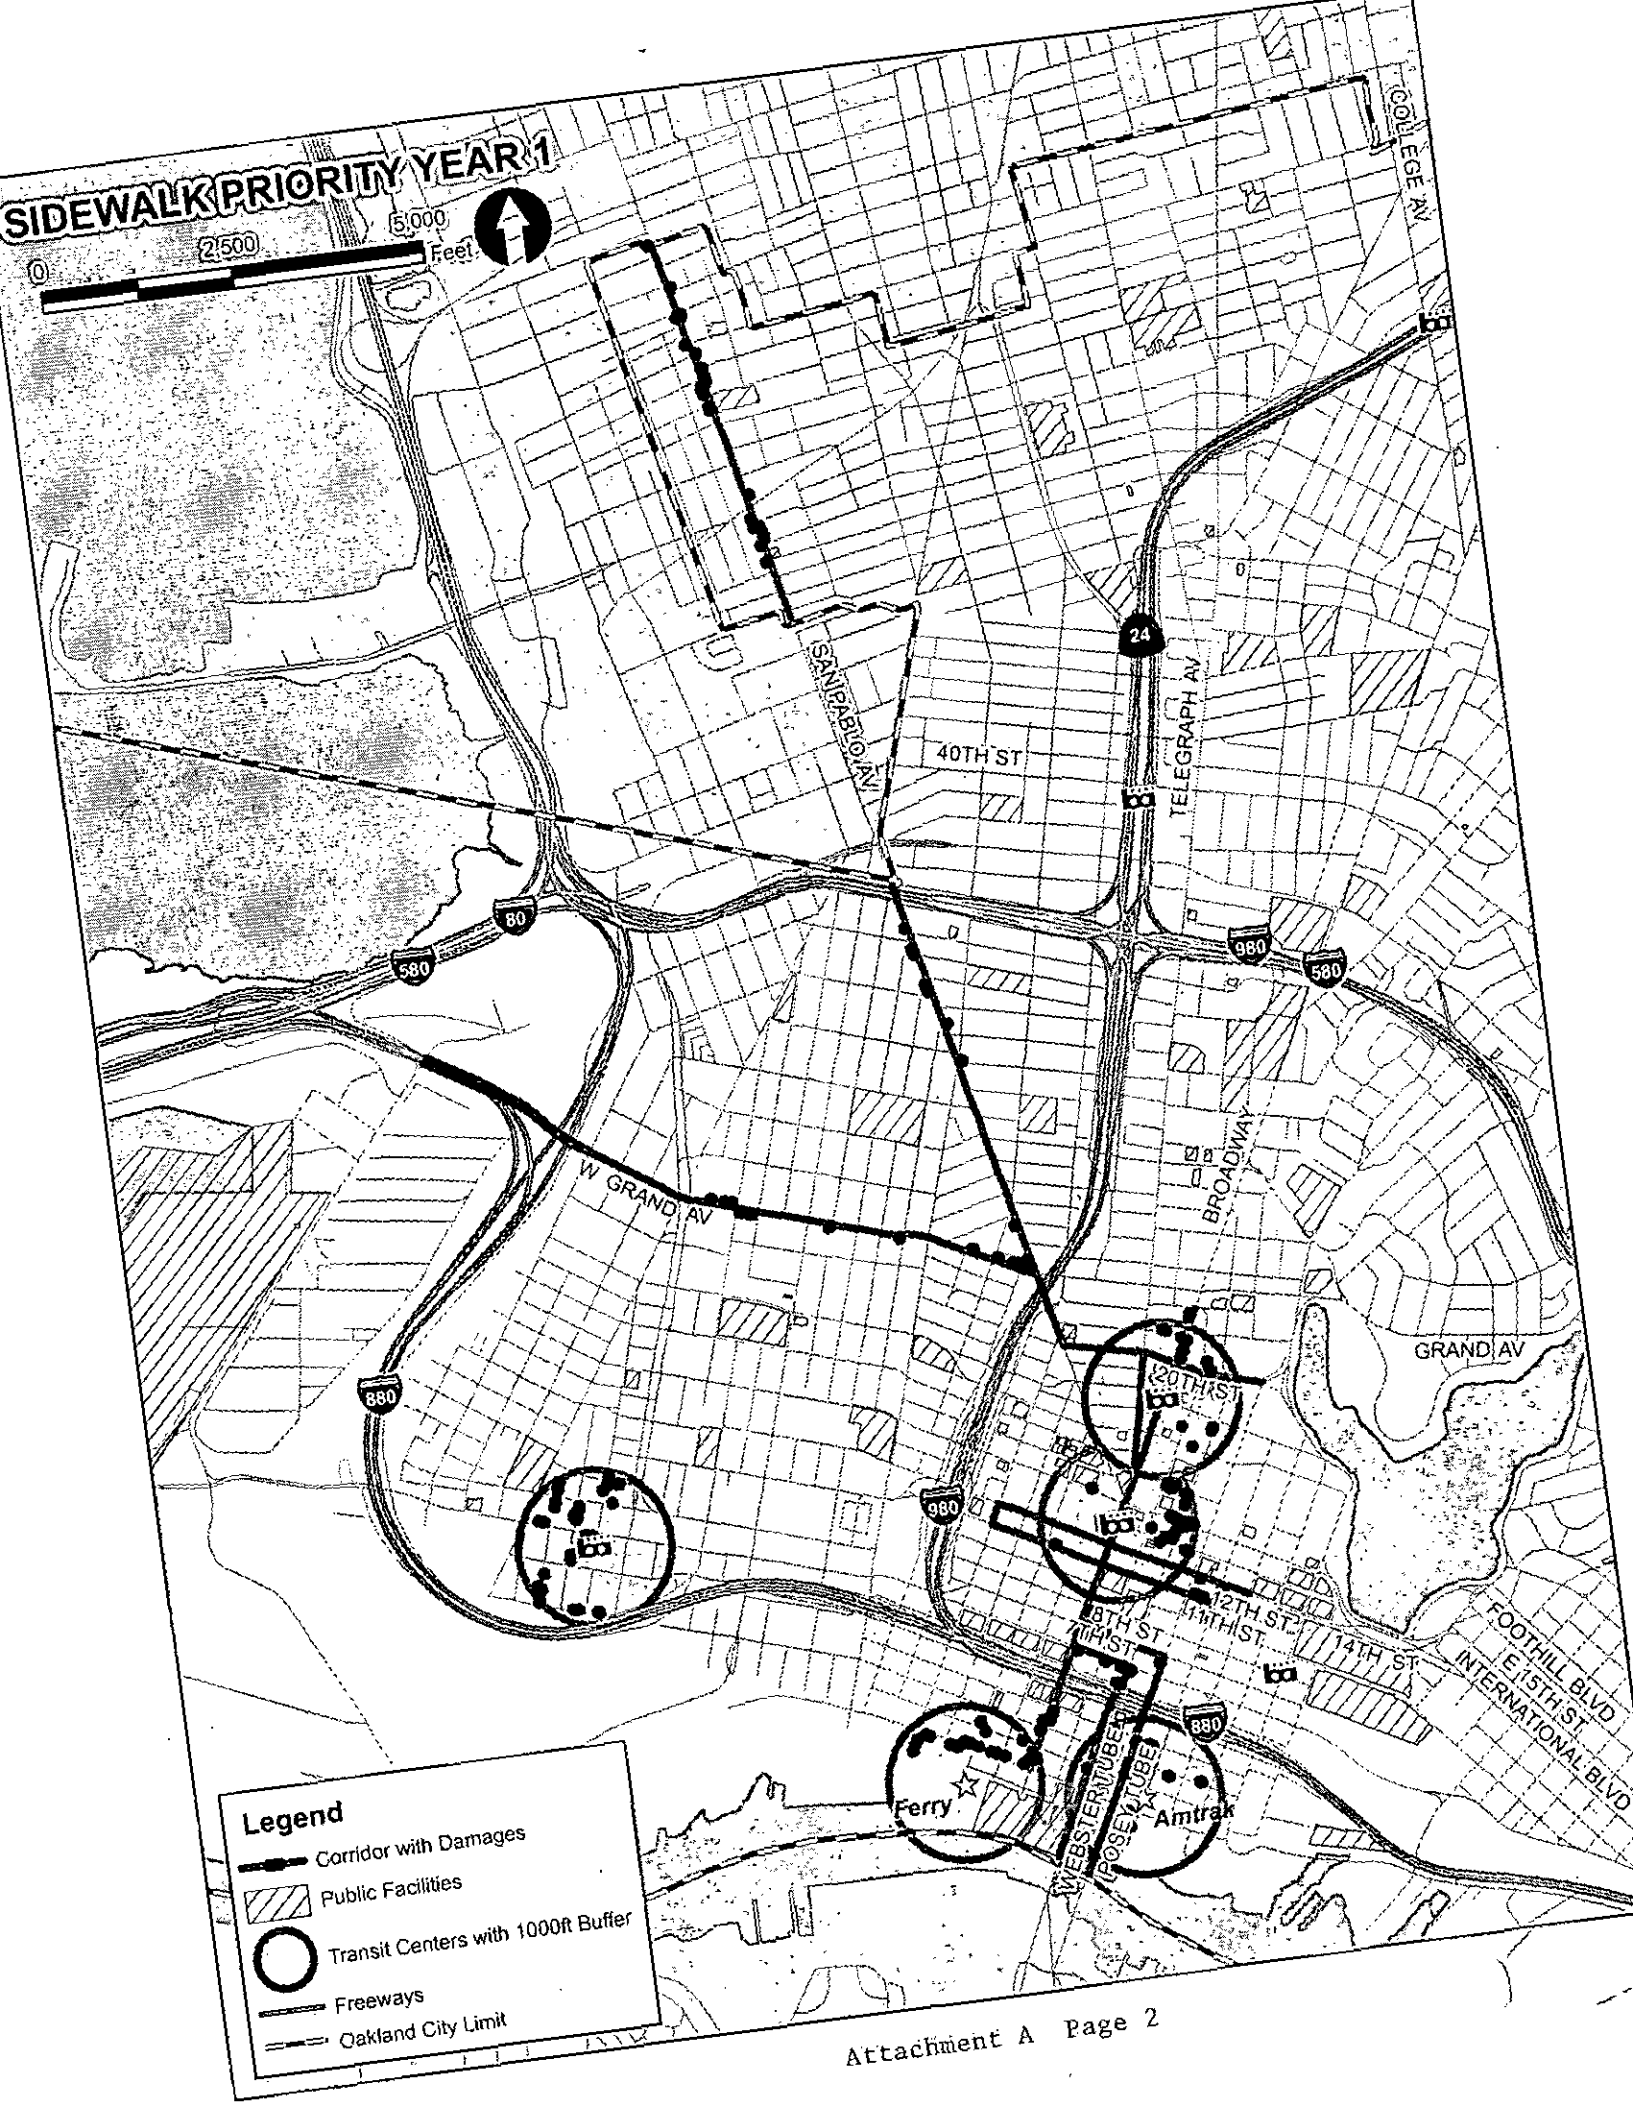 SIDEWALK PRIORITY YEAR 1
0 2,500 5,000
Feet
COLLEGE AV
24
TELEGRAPH AV
SAN PABLO AV
40TH ST
80
580
980
580
W GRAND AV
BROADWAY
GRAND AV
880
20TH ST
980
12TH ST
11TH ST
8TH ST
7TH ST
14TH ST
FOOTHILL BLVD
E 15TH ST
INTERNATIONAL BLVD
880
WEBSTER TUBE
POSEY TUBE
Ferry
Amtrak
Legend
Corridor with Damages
Public Facilities
Transit Centers with 1000ft Buffer
Freeways
Oakland City Limit
Attachment A Page 2